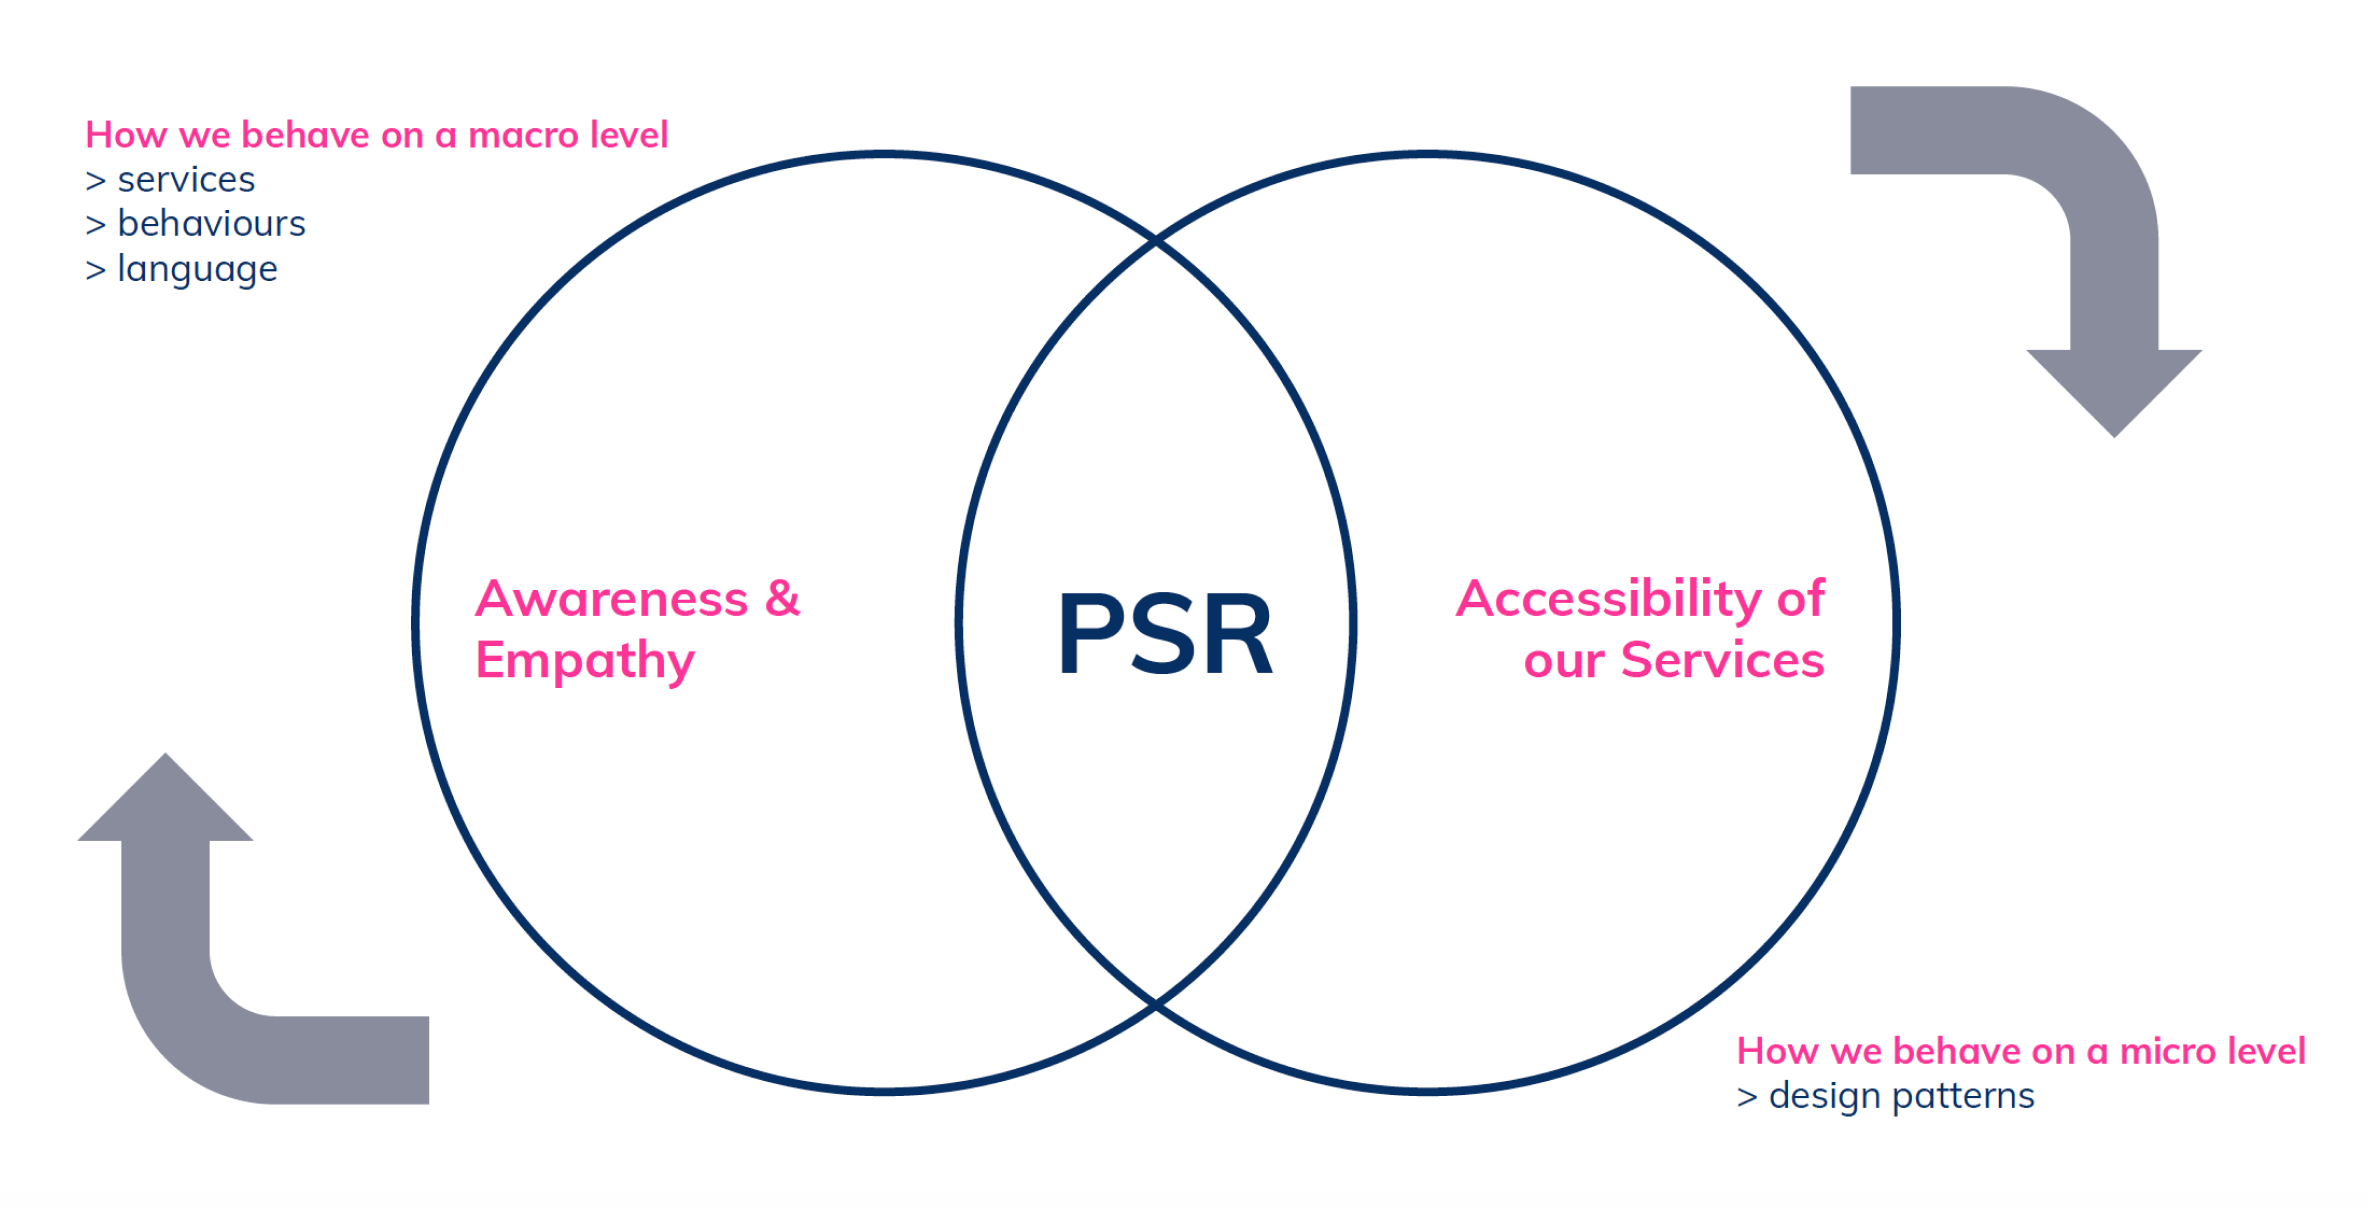 How we behave on a macro level
> services
> behaviours
> language
Awareness &
Empathy
PSR
Accessibility of
our Services
How we behave on a micro level
> design patterns